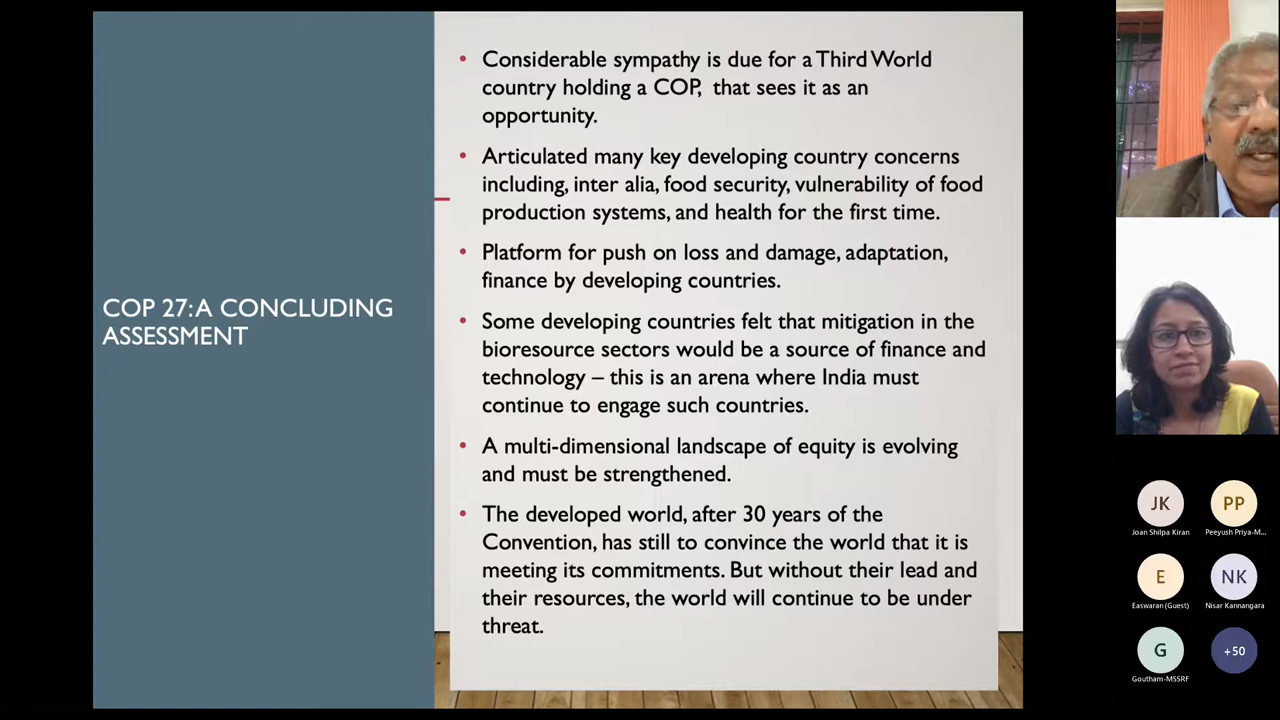 COP 27: A CONCLUDING
ASSESSMENT
• Considerable sympathy is due for a Third World
country holding a COP, that sees it as an
opportunity.
• Articulated many key developing country concerns
including, inter alia, food security, vulnerability of food
production systems, and health for the first time.
• Platform for push on loss and damage, adaptation,
finance by developing countries.
• Some developing countries felt that mitigation in the
bioresource sectors would be a source of finance and
technology – this is an arena where India must
continue to engage such countries.
• A multi-dimensional landscape of equity is evolving
and must be strengthened.
• The developed world, after 30 years of the
Convention, has still to convince the world that it is
meeting its commitments. But without their lead and
their resources, the world will continue to be under
threat.
JK
Joan Shilpa Kiran
PP
Peeyush Priya-M...
E
Easwaran (Guest)
NK
Nisar Kannangara
G
Goutham-MSSRF
+50